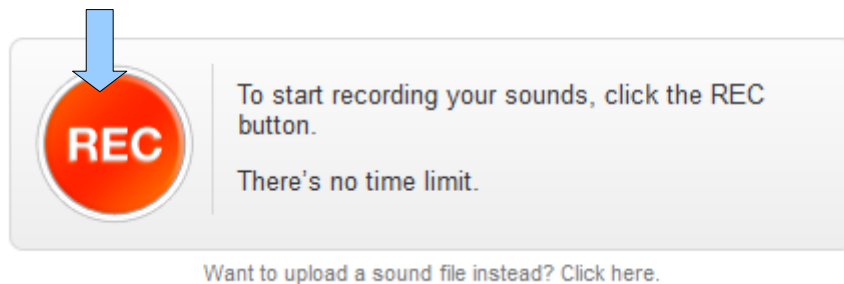 REC
To start recording your sounds, click the REC
button.
There's no time limit.
Want to upload a sound file instead? Click here.